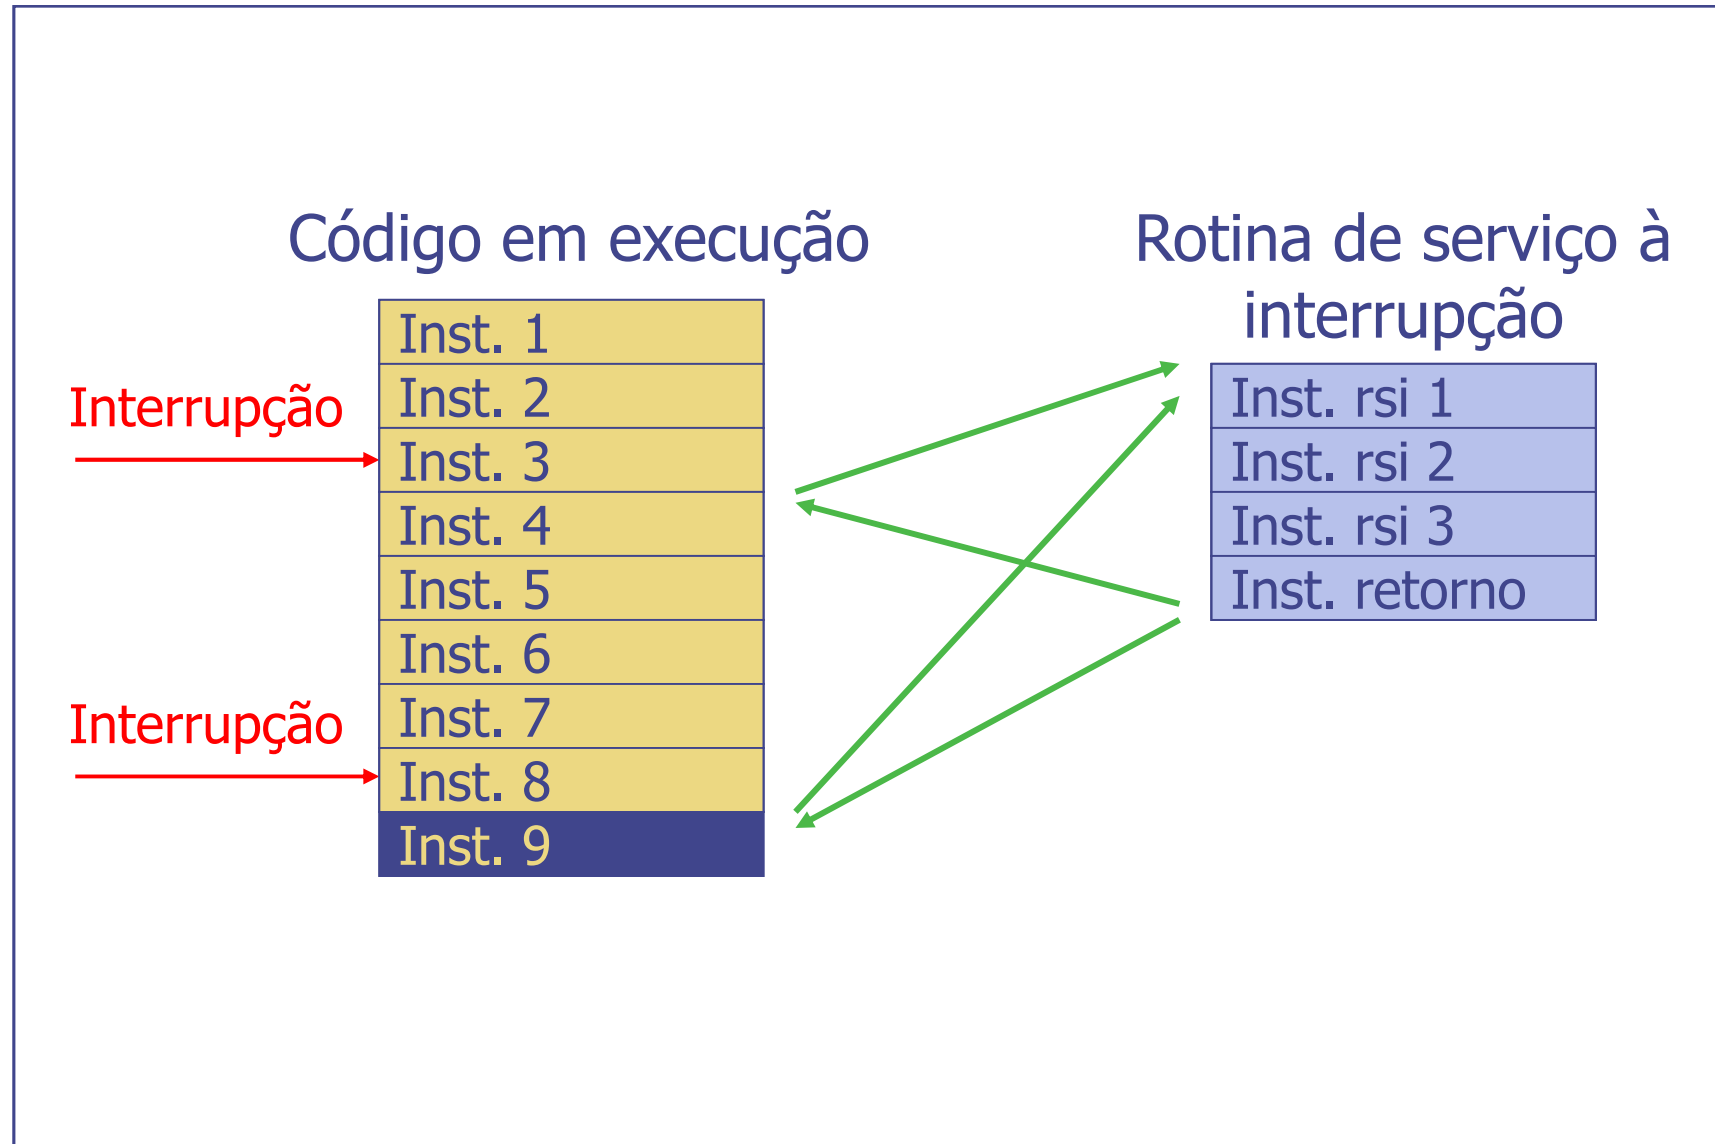 Código em execução
Inst. 1
Inst. 2
Inst. 3
Inst. 4
Inst. 5
Inst. 6
Inst. 7
Inst. 8
Inst. 9
Interrupção
Interrupção
Rotina de serviço à
interrupção
Inst. rsi 1
Inst. rsi 2
Inst. rsi 3
Inst. retorno